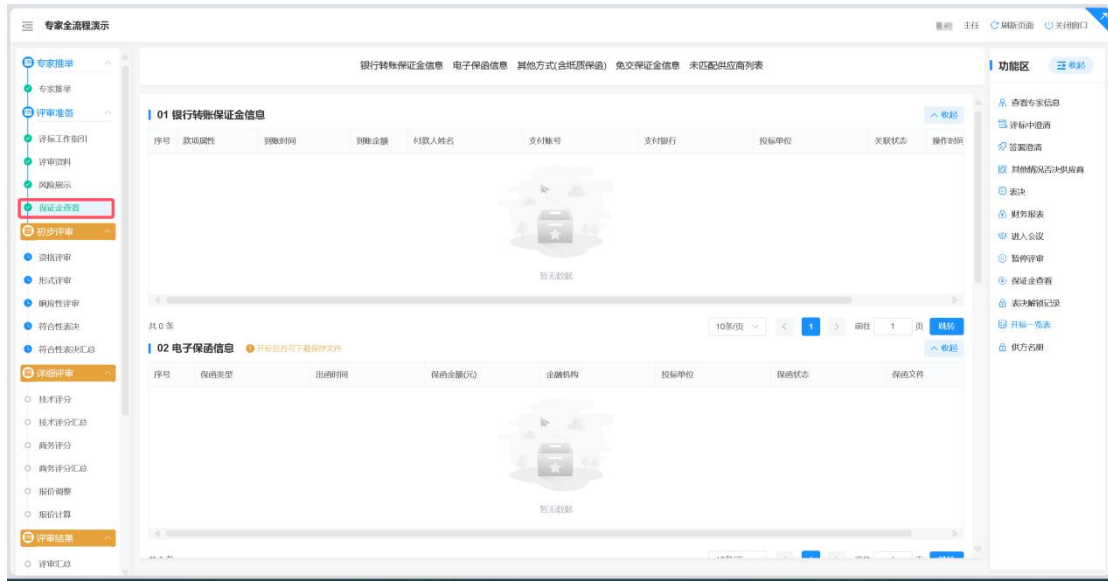 专家全流程演示
主任 刷新页面 关闭窗口
专家推举
专家推举
评审准备
评标工作指引
评审资料
风险展示
保证金查看
初步评审
资格评审
形式评审
响应性评审
符合性表决
符合性表决汇总
详细评审
技术评分
技术评分汇总
商务评分
商务评分汇总
报价调整
报价计算
评审结果
评审汇总
银行转账保证金信息 电子保函信息 其他方式(含纸质保函) 免交保证金信息 未匹配供应商列表
01 银行转账保证金信息 收起
序号 款项属性 到账时间 到账金额 付款人姓名 支付账号 支付银行 投标单位 关联状态 操作时间
暂无数据
共 0 条 10条/页 < 1 > 前往 1 页 跳转
02 电子保函信息 开标后方可下载保存文件 收起
序号 保函类型 出函时间 保函金额(元) 金融机构 投标单位 保函状态 保函文件
暂无数据
功能区 收起
查看专家信息
评标中澄清
答复澄清
其他情况否决供应商
表决
财务报表
进入会议
暂停评审
保证金查看
表决解锁记录
开标一览表
供方名册